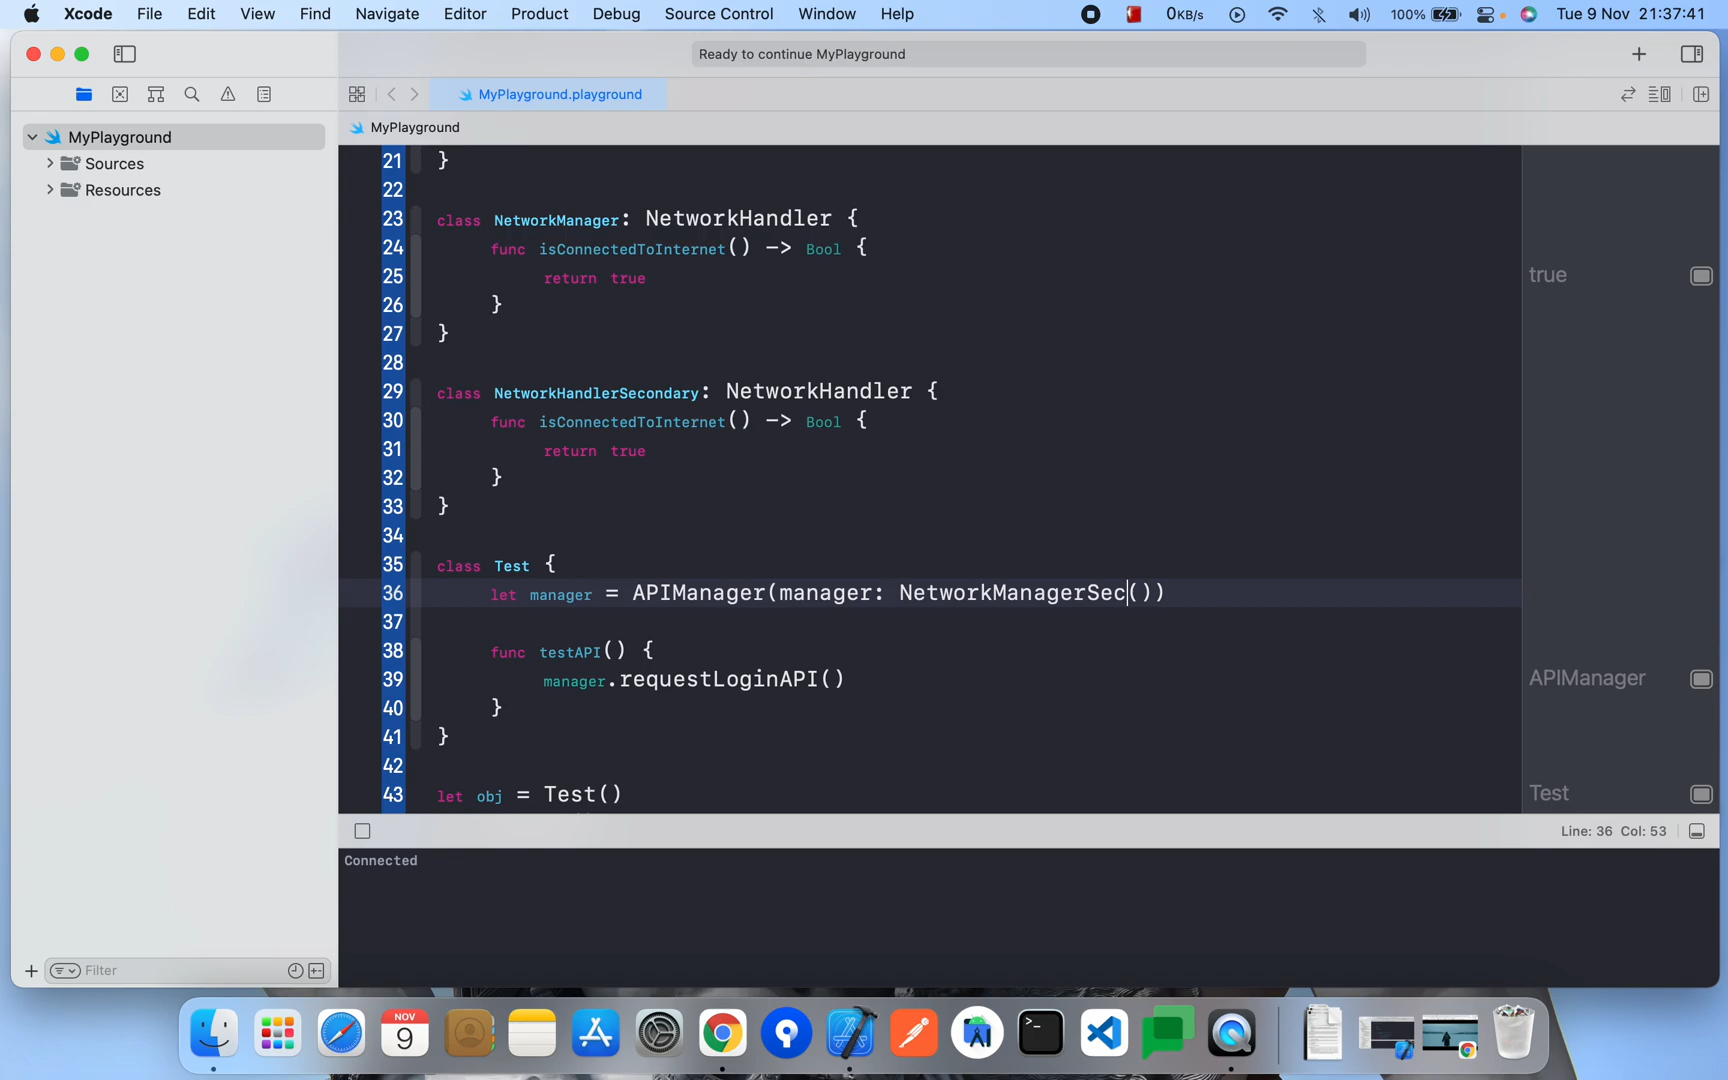 Xcode File Edit View Find Navigate Editor Product Debug Source Control Window Help 0KB/s 100% Tue 9 Nov 21:37:41
Ready to continue MyPlayground
MyPlayground.playground
MyPlayground
MyPlayground
Sources
Resources
21 }
22
23 class NetworkManager: NetworkHandler {
24 func isConnectedToInternet() -> Bool {
25 return true
true
26 }
27 }
28
29 class NetworkHandlerSecondary: NetworkHandler {
30 func isConnectedToInternet() -> Bool {
31 return true
32 }
33 }
34
35 class Test {
36 let manager = APIManager(manager: NetworkManagerSec())
37
38 func testAPI() {
39 manager.requestLoginAPI()
APIManager
40 }
41 }
42
43 let obj = Test()
Test
Line: 36 Col: 53
Connected
Filter
NOV
9